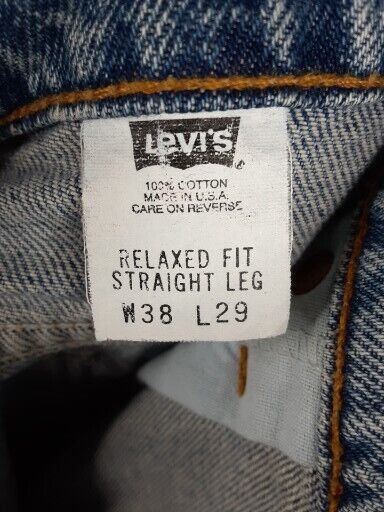 Levi's
100% COTTON
MADE IN U.S.A.
CARE ON REVERSE
RELAXED FIT
STRAIGHT LEG
W38 L29